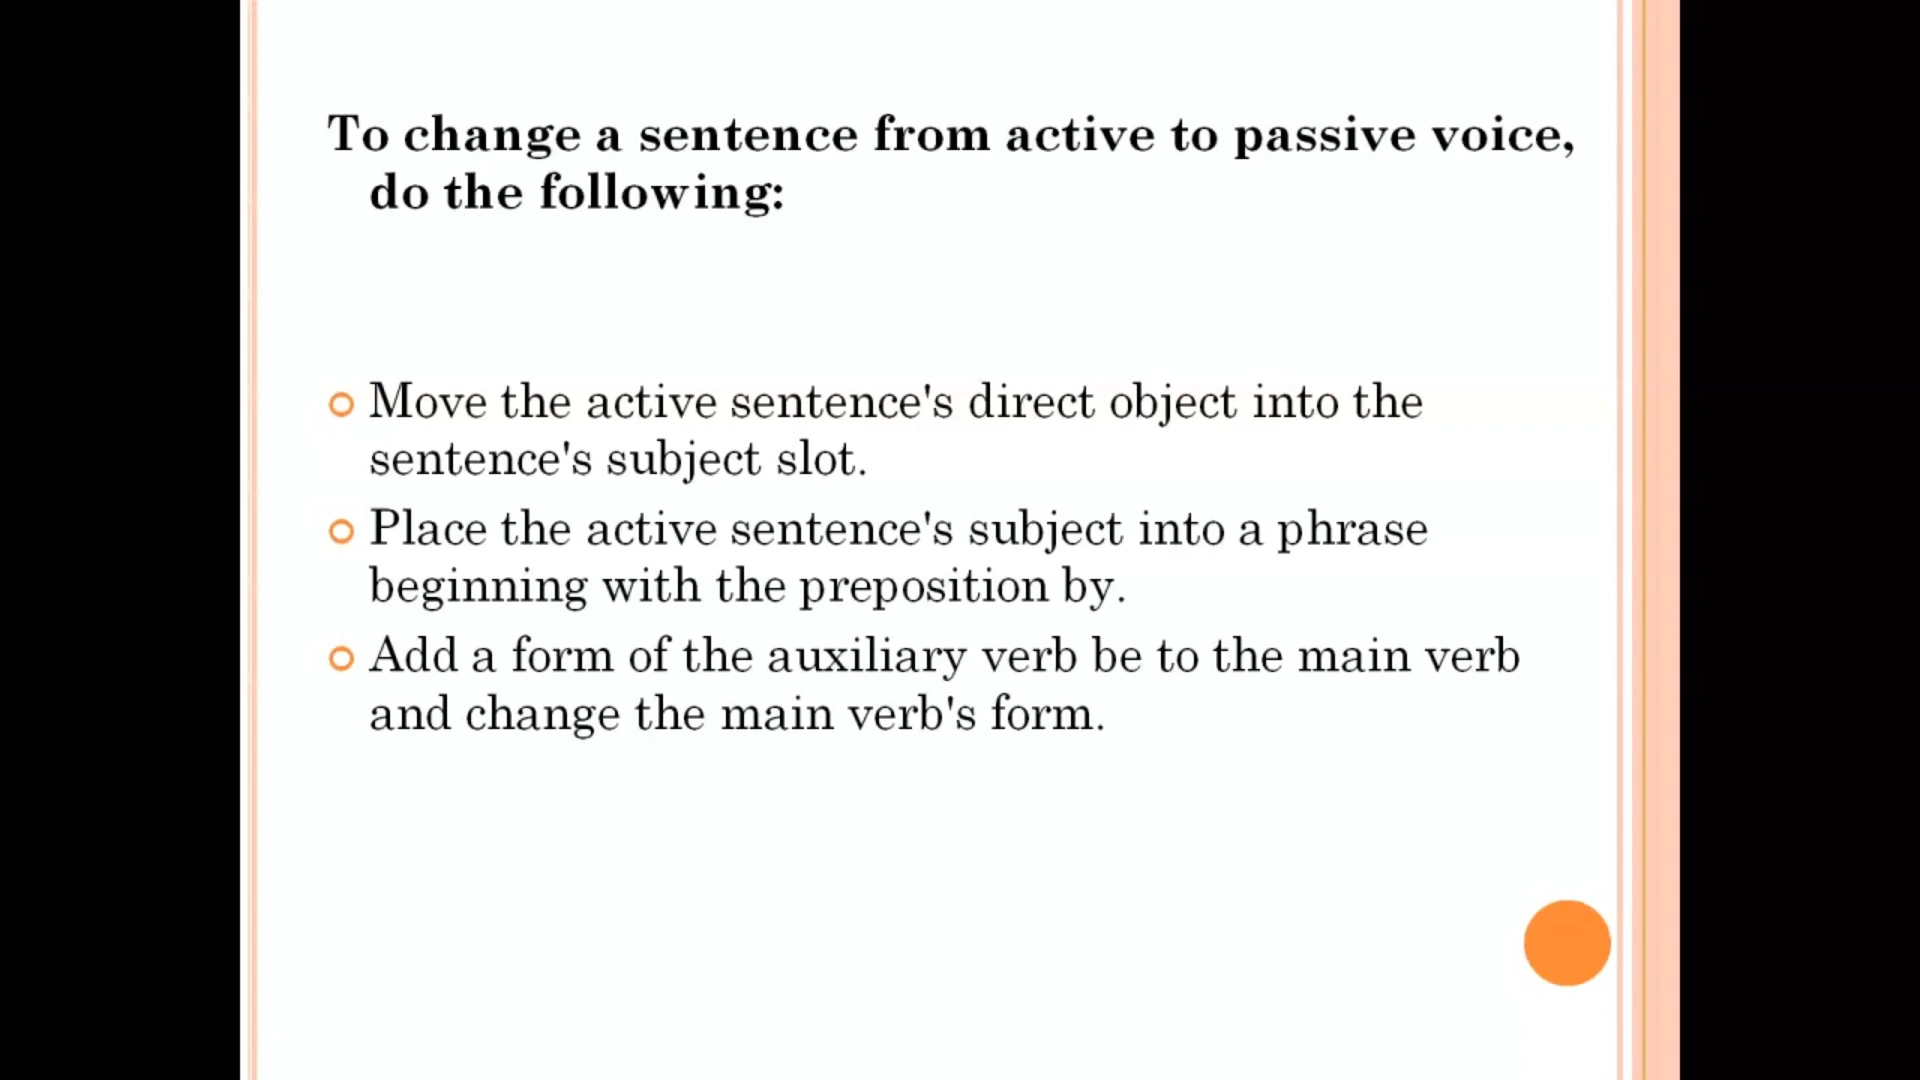 To change a sentence from active to passive voice,
do the following:
Move the active sentence's direct object into the
sentence's subject slot.
Place the active sentence's subject into a phrase
beginning with the preposition by.
Add a form of the auxiliary verb be to the main verb
and change the main verb's form.